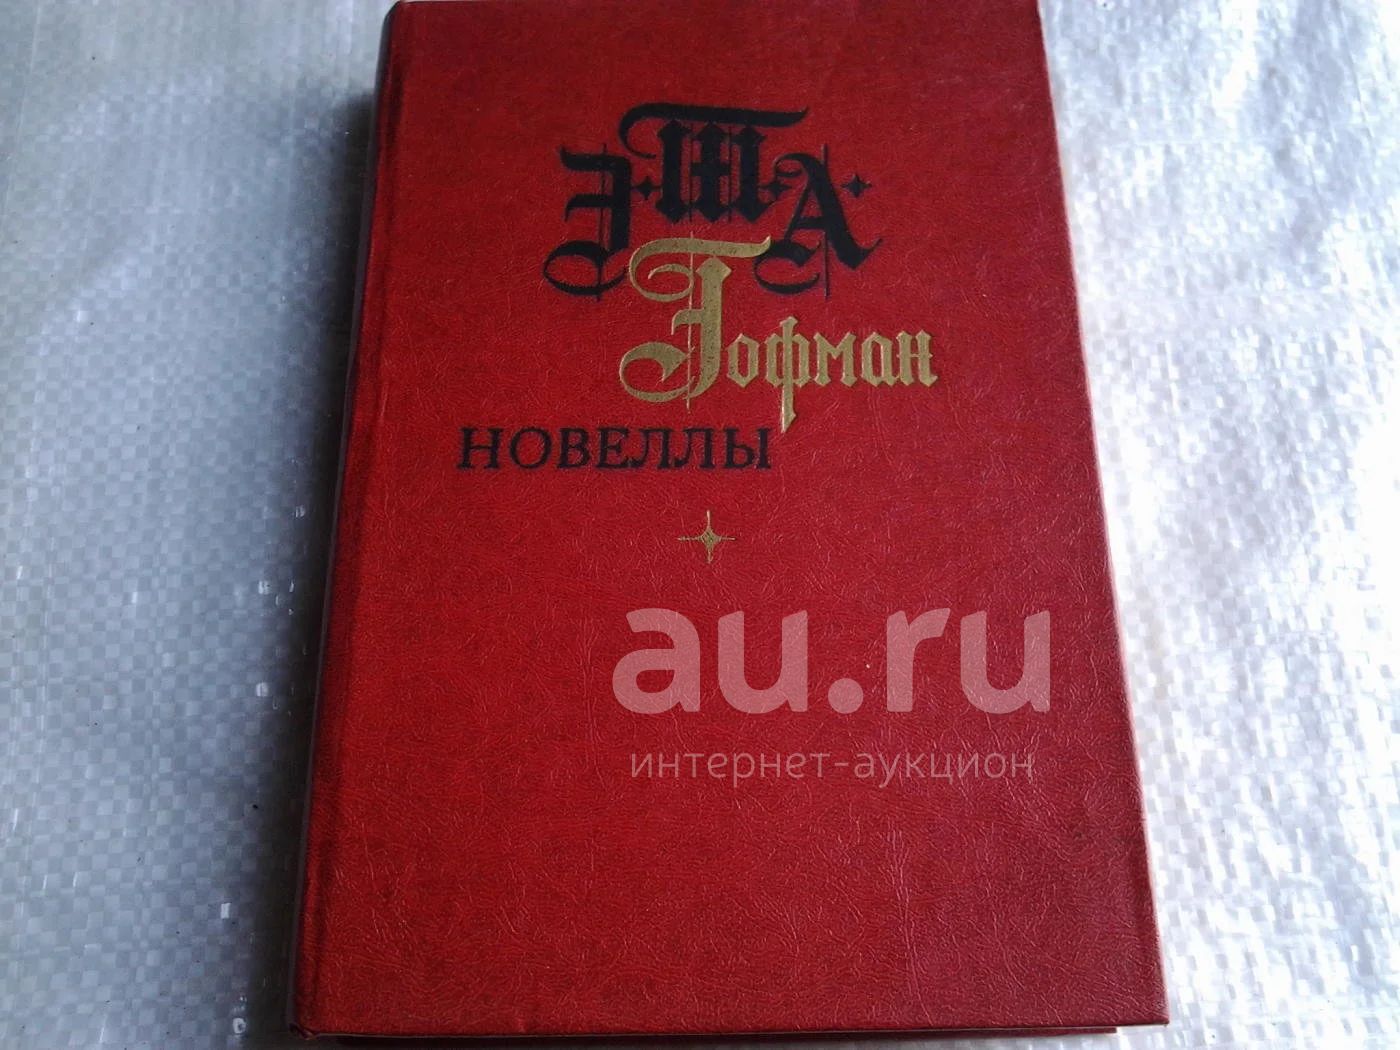 Э·Т·А·
Гофман
НОВЕЛЛЫ
au.ru
интернет-аукцион